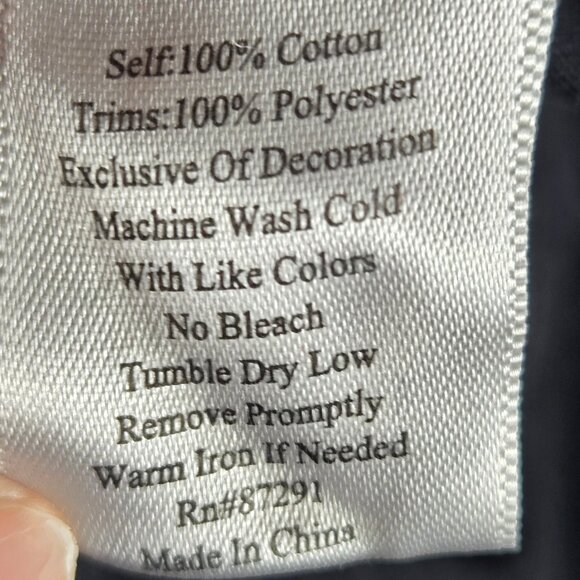 Self:100% Cotton
Trims:100% Polyester
Exclusive Of Decoration
Machine Wash Cold
With Like Colors
No Bleach
Tumble Dry Low
Remove Promptly
Warm Iron If Needed
Rn#87291
Made In China